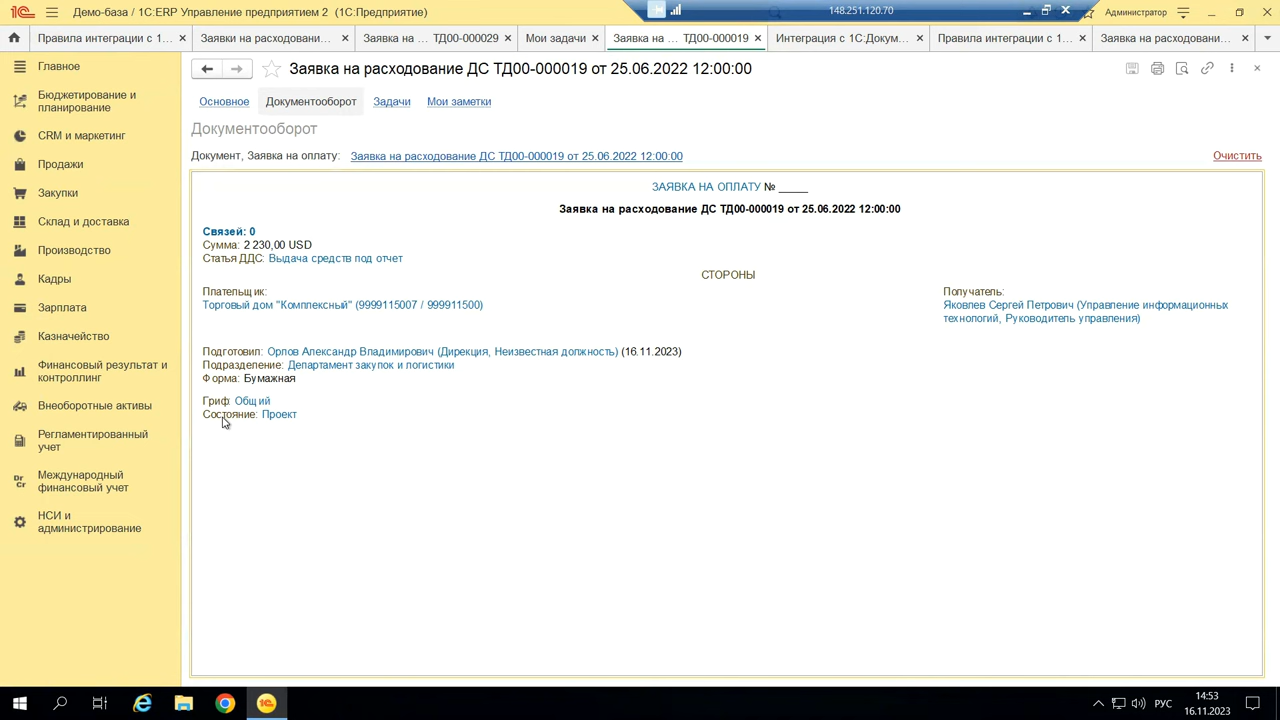 Демо-база / 1С:ERP Управление предприятием 2 (1С:Предприятие)
148.251.120.70
Администратор
Правила интеграции с 1...
Заявки на расходовани...
Заявка на ... ТД00-000029
Мои задачи
Заявка на ... ТД00-000019
Интеграция с 1С:Докум...
Правила интеграции с 1...
Заявка на расходовани...
Главное
Бюджетирование и
планирование
CRM и маркетинг
Продажи
Закупки
Склад и доставка
Производство
Кадры
Зарплата
Казначейство
Финансовый результат и
контроллинг
Внеоборотные активы
Регламентированный
учет
Международный
финансовый учет
НСИ и
администрирование
Заявка на расходование ДС ТД00-000019 от 25.06.2022 12:00:00
Основное
Документооборот
Задачи
Мои заметки
Документооборот
Документ, Заявка на оплату: Заявка на расходование ДС ТД00-000019 от 25.06.2022 12:00:00
Очистить
ЗАЯВКА НА ОПЛАТУ № _____
Заявка на расходование ДС ТД00-000019 от 25.06.2022 12:00:00
Связей: 0
Сумма: 2 230,00 USD
Статья ДДС: Выдача средств под отчет
СТОРОНЫ
Плательщик:
Торговый дом "Комплексный" (9999115007 / 999911500)
Получатель:
Яковлев Сергей Петрович (Управление информационных
технологий, Руководитель управления)
Подготовил: Орлов Александр Владимирович (Дирекция, Неизвестная должность) (16.11.2023)
Подразделение: Департамент закупок и логистики
Форма: Бумажная
Гриф: Общий
Состояние: Проект
РУС
14:53
16.11.2023